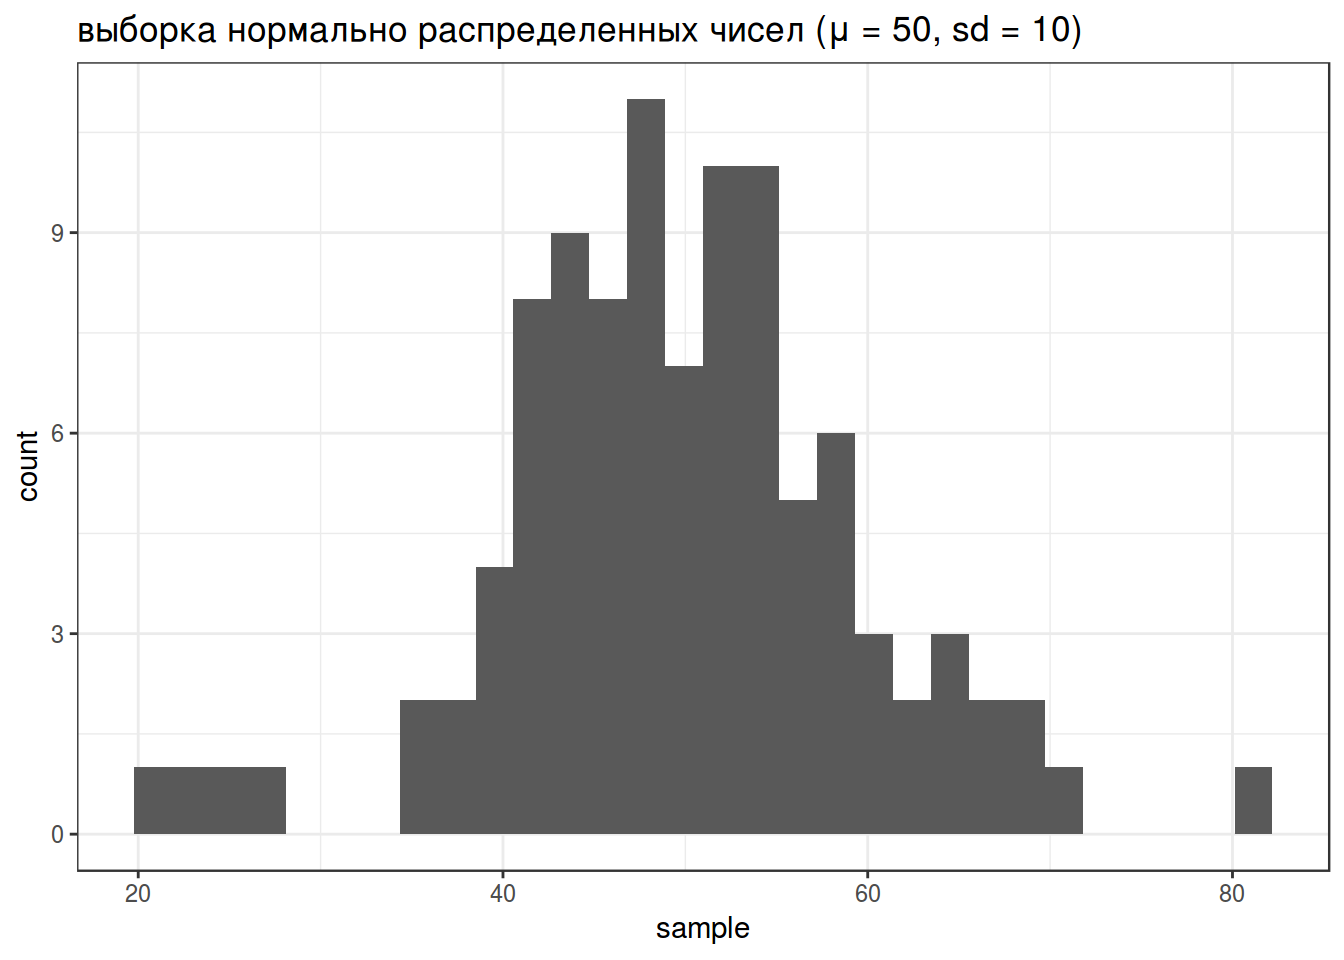 выборка нормально распределенных чисел (μ = 50, sd = 10)
9
6
3
0
count
20 40 60 80
sample